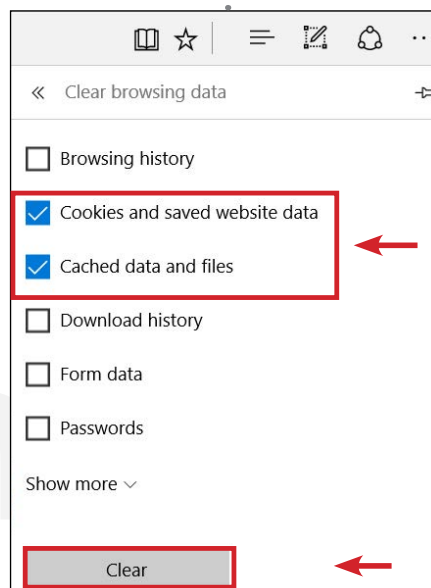 Clear browsing data
Browsing history
Cookies and saved website data
Cached data and files
Download history
Form data
Passwords
Show more
Clear